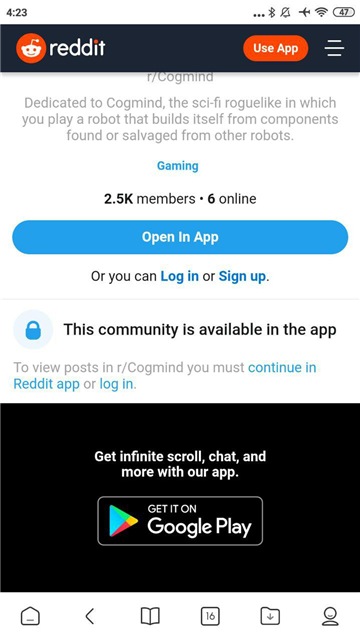 4:23
47
reddit
Use App
r/Cogmind
Dedicated to Cogmind, the sci-fi roguelike in which
you play a robot that builds itself from components
found or salvaged from other robots.
Gaming
2.5K members • 6 online
Open In App
Or you can Log in or Sign up.
This community is available in the app
To view posts in r/Cogmind you must continue in
Reddit app or log in.
Get infinite scroll, chat, and
more with our app.
GET IT ON
Google Play
16